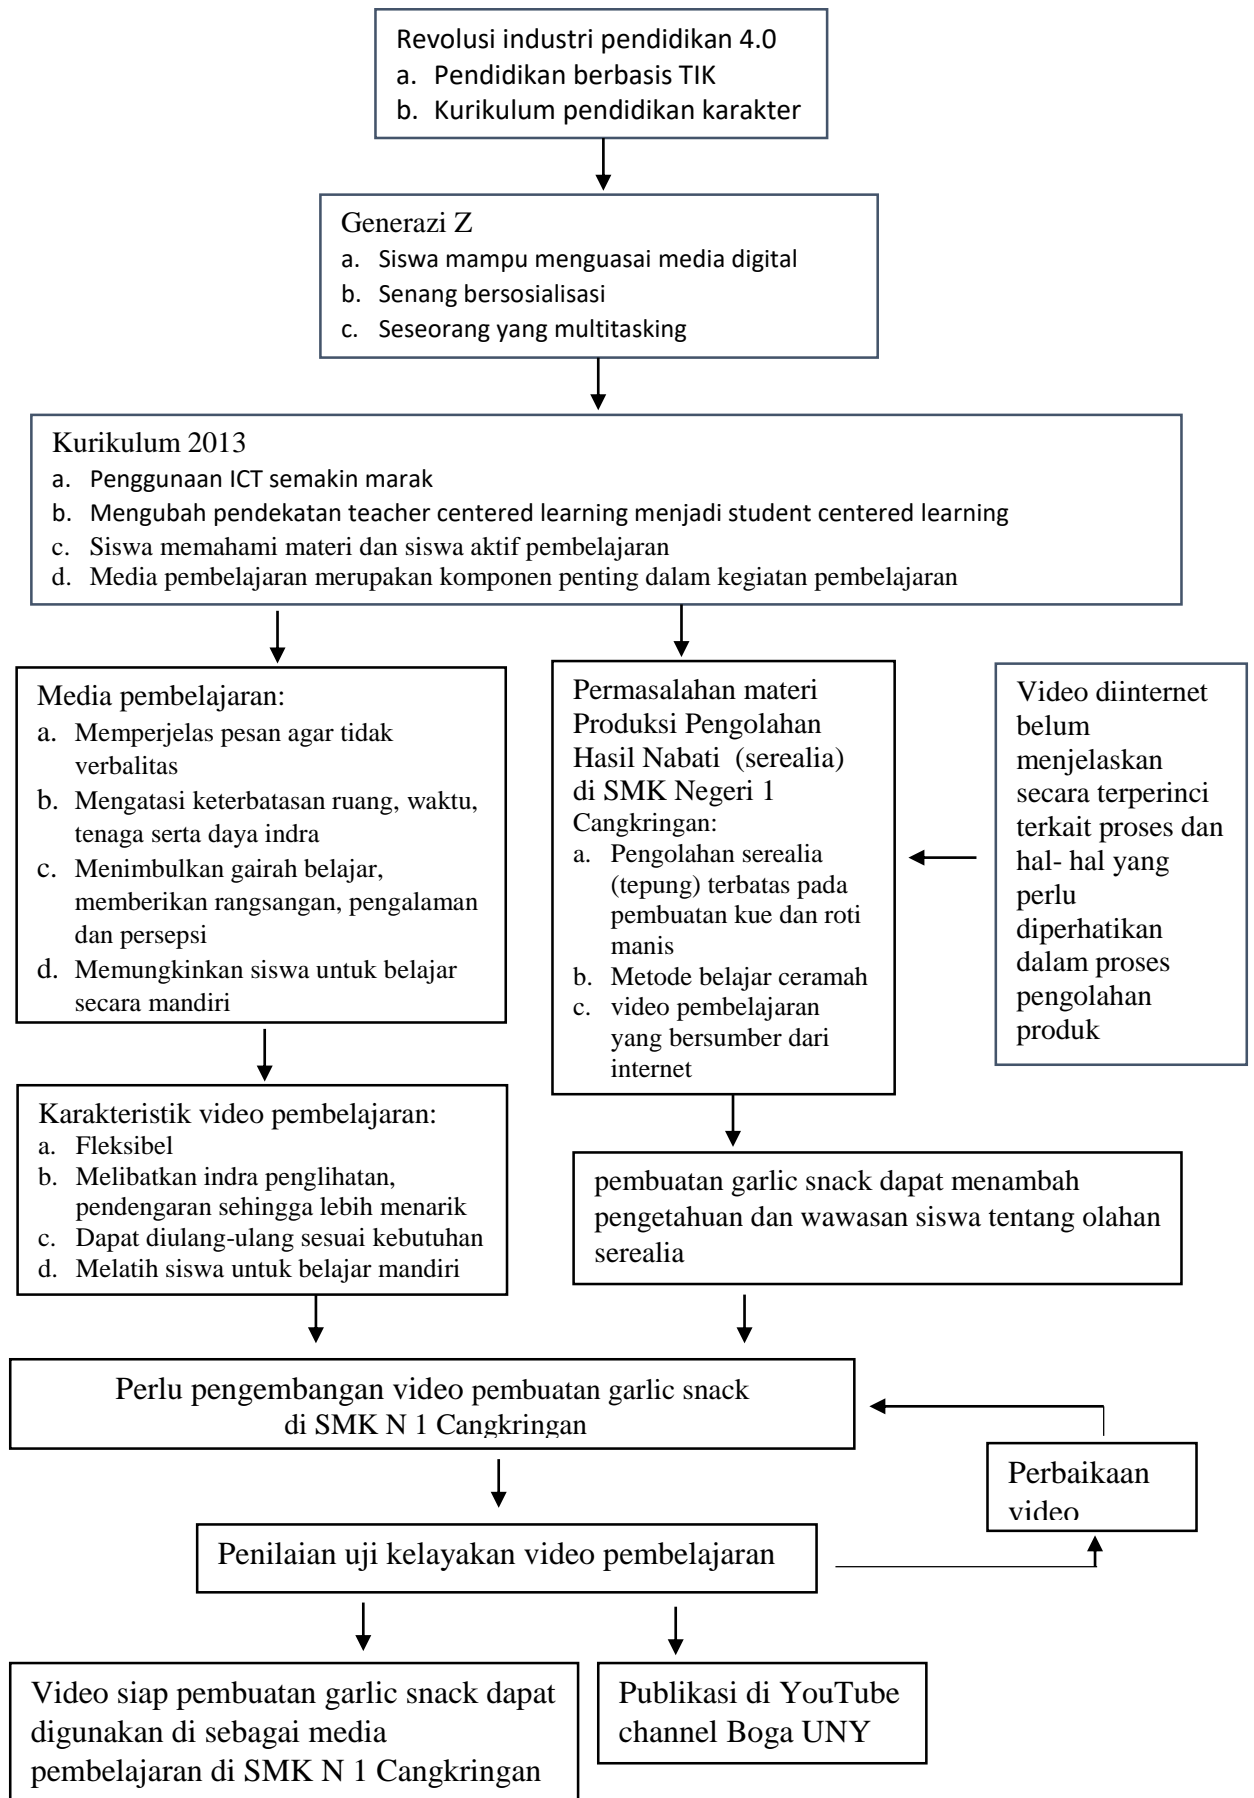 Revolusi industri pendidikan 4.0
a. Pendidikan berbasis TIK
b. Kurikulum pendidikan karakter
Generazi Z
a. Siswa mampu menguasai media digital
b. Senang bersosialisasi
c. Seseorang yang multitasking
Kurikulum 2013
a. Penggunaan ICT semakin marak
b. Mengubah pendekatan teacher centered learning menjadi student centered learning
c. Siswa memahami materi dan siswa aktif pembelajaran
d. Media pembelajaran merupakan komponen penting dalam kegiatan pembelajaran
Media pembelajaran:
a. Memperjelas pesan agar tidak
verbalitas
b. Mengatasi keterbatasan ruang, waktu,
tenaga serta daya indra
c. Menimbulkan gairah belajar,
memberikan rangsangan, pengalaman
dan persepsi
d. Memungkinkan siswa untuk belajar
secara mandiri
Permasalahan materi
Produksi Pengolahan
Hasil Nabati (serealia)
di SMK Negeri 1
Cangkringan:
a. Pengolahan serealia
(tepung) terbatas pada
pembuatan kue dan roti
manis
b. Metode belajar ceramah
c. video pembelajaran
yang bersumber dari
internet
Video diinternet
belum
menjelaskan
secara terperinci
terkait proses dan
hal- hal yang
perlu
diperhatikan
dalam proses
pengolahan
produk
Karakteristik video pembelajaran:
a. Fleksibel
b. Melibatkan indra penglihatan,
pendengaran sehingga lebih menarik
c. Dapat diulang-ulang sesuai kebutuhan
d. Melatih siswa untuk belajar mandiri
pembuatan garlic snack dapat menambah
pengetahuan dan wawasan siswa tentang olahan
serealia
Perlu pengembangan video pembuatan garlic snack
di SMK N 1 Cangkringan
Perbaikaan
video
Penilaian uji kelayakan video pembelajaran
Video siap pembuatan garlic snack dapat
digunakan di sebagai media
pembelajaran di SMK N 1 Cangkringan
Publikasi di YouTube
channel Boga UNY